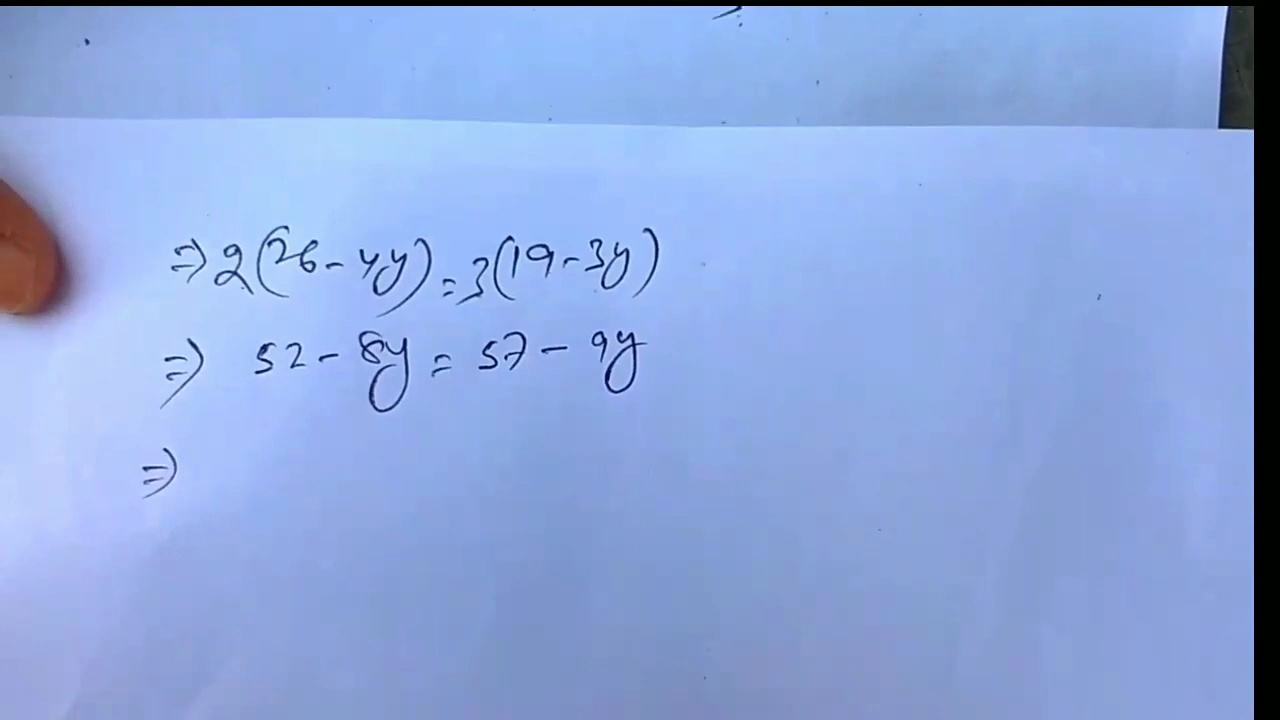 ⇒ 2(26-4y) = 3(19-3y)
⇒ 52 - 8y = 57 - 9y
⇒